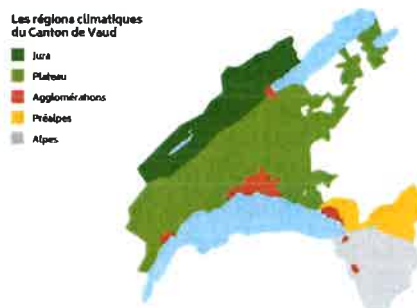 Les régions climatiques
du Canton de Vaud
Jura
Plateau
Agglomérations
Préalpes
Alpes